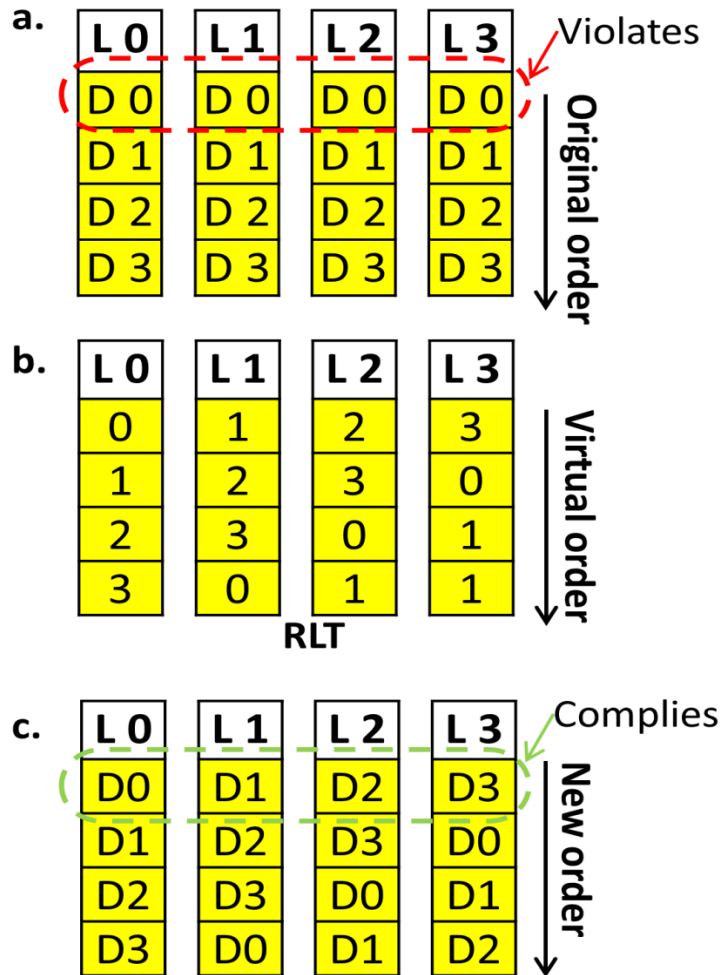 a. L 0 L 1 L 2 L 3 Violates
D 0 D 0 D 0 D 0
D 1 D 1 D 1 D 1
D 2 D 2 D 2 D 2
D 3 D 3 D 3 D 3
Original order
b. L 0 L 1 L 2 L 3
0 1 2 3
1 2 3 0
2 3 0 1
3 0 1 1
Virtual order
RLT
c. L 0 L 1 L 2 L 3 Complies
D0 D1 D2 D3
D1 D2 D3 D0
D2 D3 D0 D1
D3 D0 D1 D2
New order